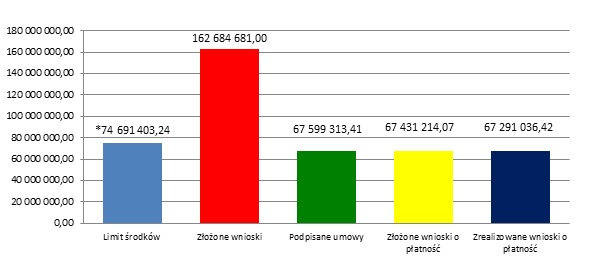 180 000 000,00
160 000 000,00
140 000 000,00
120 000 000,00
100 000 000,00
80 000 000,00
60 000 000,00
40 000 000,00
20 000 000,00
0,00
*74 691 403,24
162 684 681,00
67 599 313,41
67 431 214,07
67 291 036,42
Limit środków
Złożone wnioski
Podpisane umowy
Złożone wnioski o
płatność
Zrealizowane wnioski o
płatność